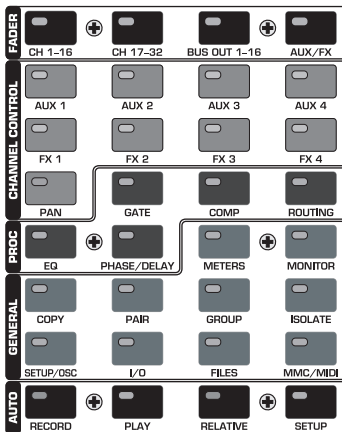 FADER
CH 1-16 CH 17-32 BUS OUT 1-16 AUX/FX
CHANNEL CONTROL
AUX 1 AUX 2 AUX 3 AUX 4
FX 1 FX 2 FX 3 FX 4
PAN GATE COMP ROUTING
PROC
EQ PHASE/DELAY METERS MONITOR
GENERAL
COPY PAIR GROUP ISOLATE
SETUP/OSC I/O FILES MMC/MIDI
AUTO
RECORD PLAY RELATIVE SETUP